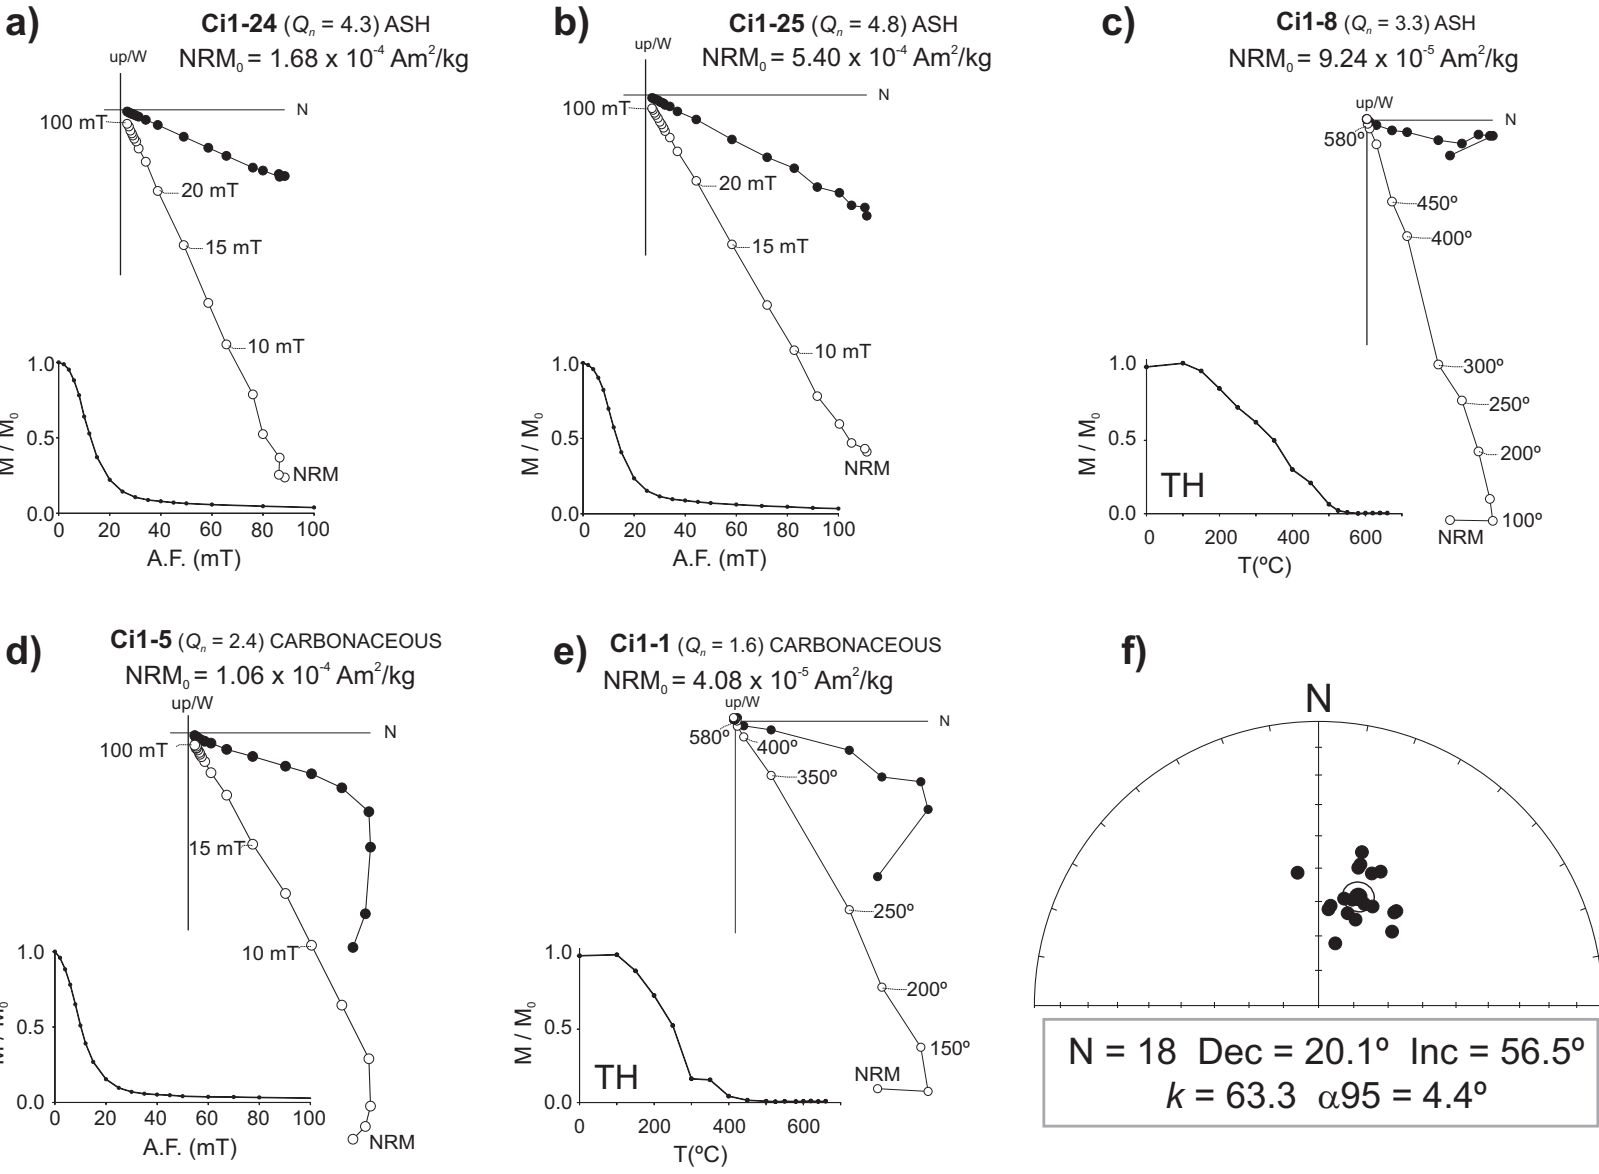 a)
Ci1-24 (Qn = 4.3) ASH
NRM0 = 1.68 x 10-4 Am2/kg
up/W
N
100 mT
20 mT
15 mT
10 mT
NRM
1.0
0.5
0.0
M / M0
0 20 40 60 80 100
A.F. (mT)
b)
Ci1-25 (Qn = 4.8) ASH
NRM0 = 5.40 x 10-4 Am2/kg
up/W
N
100 mT
20 mT
15 mT
10 mT
NRM
1.0
0.5
0.0
M / M0
0 20 40 60 80 100
A.F. (mT)
c)
Ci1-8 (Qn = 3.3) ASH
NRM0 = 9.24 x 10-5 Am2/kg
up/W
N
580º
450º
400º
300º
250º
200º
100º
NRM
1.0
0.5
0.0
M / M0
TH
0 200 400 600
T(ºC)
d)
Ci1-5 (Qn = 2.4) CARBONACEOUS
NRM0 = 1.06 x 10-4 Am2/kg
up/W
N
100 mT
15 mT
10 mT
NRM
1.0
0.5
0.0
M / M0
0 20 40 60 80 100
A.F. (mT)
e)
Ci1-1 (Qn = 1.6) CARBONACEOUS
NRM0 = 4.08 x 10-5 Am2/kg
up/W
N
580º
400º
350º
250º
200º
150º
NRM
1.0
0.5
0.0
M / M0
TH
0 200 400 600
T(ºC)
f)
N
N = 18 Dec = 20.1º Inc = 56.5º
k = 63.3 α95 = 4.4º